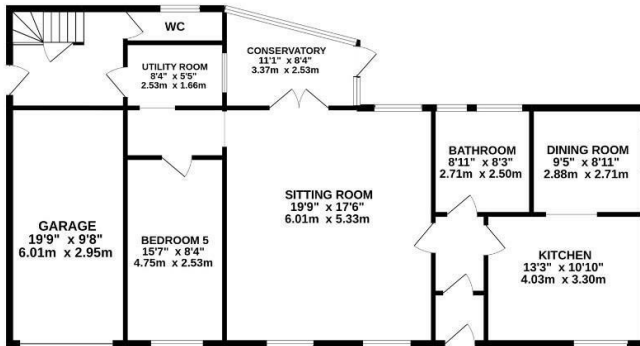 WC
UTILITY ROOM
8'4" x 5'5"
2.53m x 1.66m
CONSERVATORY
11'1" x 8'4"
3.37m x 2.53m
GARAGE
19'9" x 9'8"
6.01m x 2.95m
BEDROOM 5
15'7" x 8'4"
4.75m x 2.53m
SITTING ROOM
19'9" x 17'6"
6.01m x 5.33m
BATHROOM
8'11" x 8'3"
2.71m x 2.50m
DINING ROOM
9'5" x 8'11"
2.88m x 2.71m
KITCHEN
13'3" x 10'10"
4.03m x 3.30m